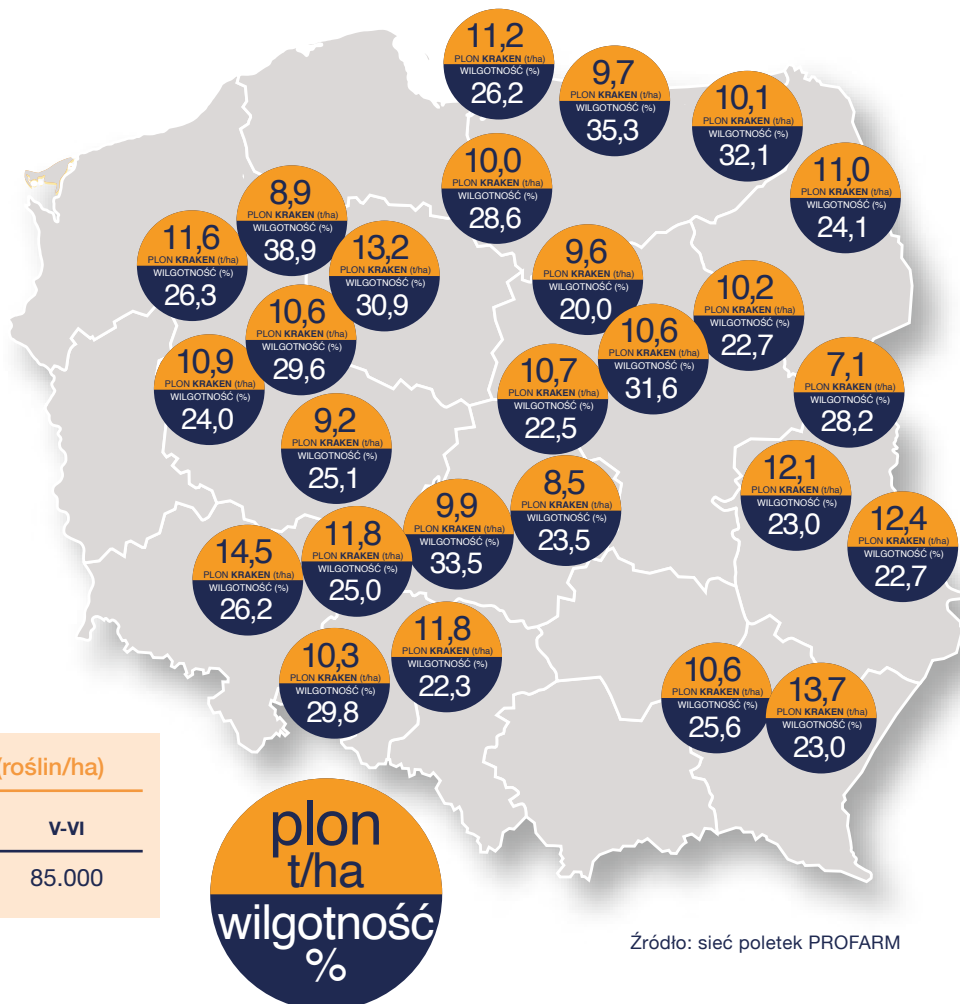 11,2
PLON KRAKEN (t/ha)
WILGOTNOŚĆ (%)
26,2
9,7
PLON KRAKEN (t/ha)
WILGOTNOŚĆ (%)
35,3
10,1
PLON KRAKEN (t/ha)
WILGOTNOŚĆ (%)
32,1
10,0
PLON KRAKEN (t/ha)
WILGOTNOŚĆ (%)
28,6
11,0
PLON KRAKEN (t/ha)
WILGOTNOŚĆ (%)
24,1
8,9
PLON KRAKEN (t/ha)
WILGOTNOŚĆ (%)
38,9
11,6
PLON KRAKEN (t/ha)
WILGOTNOŚĆ (%)
26,3
13,2
PLON KRAKEN (t/ha)
WILGOTNOŚĆ (%)
30,9
9,6
PLON KRAKEN (t/ha)
WILGOTNOŚĆ (%)
20,0
10,2
PLON KRAKEN (t/ha)
WILGOTNOŚĆ (%)
22,7
10,6
PLON KRAKEN (t/ha)
WILGOTNOŚĆ (%)
29,6
10,6
PLON KRAKEN (t/ha)
WILGOTNOŚĆ (%)
31,6
10,9
PLON KRAKEN (t/ha)
WILGOTNOŚĆ (%)
24,0
10,7
PLON KRAKEN (t/ha)
WILGOTNOŚĆ (%)
22,5
7,1
PLON KRAKEN (t/ha)
WILGOTNOŚĆ (%)
28,2
9,2
PLON KRAKEN (t/ha)
WILGOTNOŚĆ (%)
25,1
12,1
PLON KRAKEN (t/ha)
WILGOTNOŚĆ (%)
23,0
8,5
PLON KRAKEN (t/ha)
WILGOTNOŚĆ (%)
23,5
9,9
PLON KRAKEN (t/ha)
WILGOTNOŚĆ (%)
33,5
12,4
PLON KRAKEN (t/ha)
WILGOTNOŚĆ (%)
22,7
11,8
PLON KRAKEN (t/ha)
WILGOTNOŚĆ (%)
25,0
14,5
PLON KRAKEN (t/ha)
WILGOTNOŚĆ (%)
26,2
11,8
PLON KRAKEN (t/ha)
WILGOTNOŚĆ (%)
22,3
10,3
PLON KRAKEN (t/ha)
WILGOTNOŚĆ (%)
29,8
10,6
PLON KRAKEN (t/ha)
WILGOTNOŚĆ (%)
25,6
13,7
PLON KRAKEN (t/ha)
WILGOTNOŚĆ (%)
23,0
(roślin/ha)
V-VI
85.000
plon
t/ha
wilgotność
%
Źródło: sieć poletek PROFARM